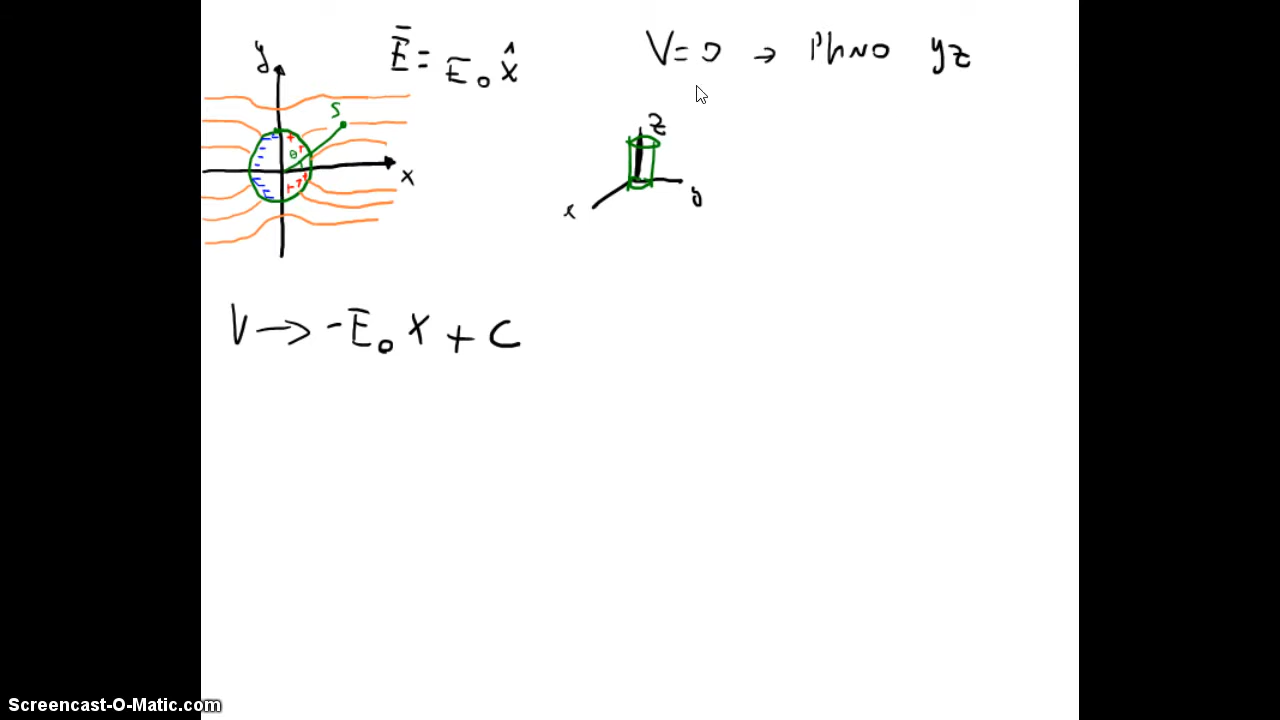 Ē = E₀ x̂
V=0 → Plano yz
y
S
θ
x
z
y
x
V → -E₀ x + C
Screencast-O-Matic.com